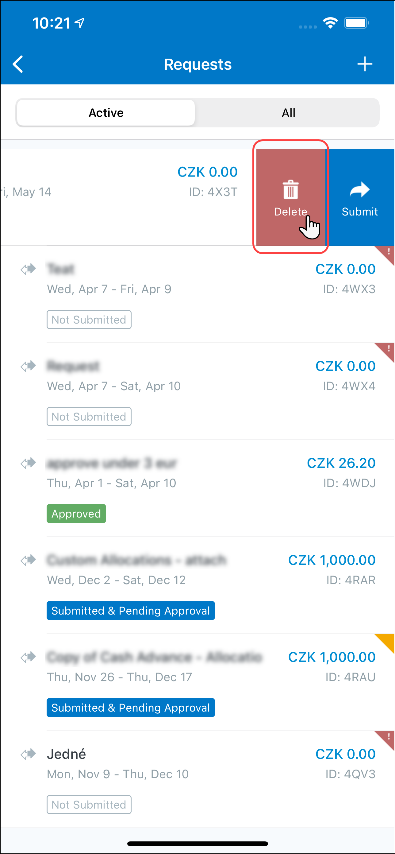 10:21
Requests
Active
All
CZK 0.00
ri, May 14
ID: 4X3T
Delete
Submit
CZK 0.00
Wed, Apr 7 - Fri, Apr 9
ID: 4WX3
Not Submitted
CZK 0.00
Wed, Apr 7 - Sat, Apr 10
ID: 4WX4
Not Submitted
approve under 3 eur
CZK 26.20
Thu, Apr 1 - Sat, Apr 10
ID: 4WDJ
Approved
Custom Allocations - attach
CZK 1,000.00
Wed, Dec 2 - Sat, Dec 12
ID: 4RAR
Submitted & Pending Approval
Copy of Cash Advance - Allocatio
CZK 1,000.00
Thu, Nov 26 - Thu, Dec 17
ID: 4RAU
Submitted & Pending Approval
Jedné
CZK 0.00
Mon, Nov 9 - Thu, Dec 10
ID: 4QV3
Not Submitted